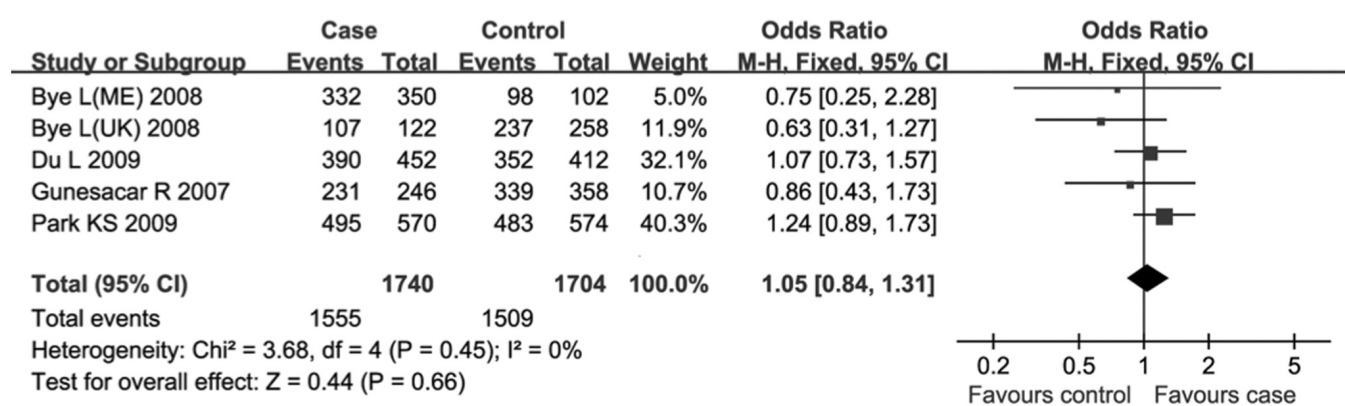 Case Control Odds Ratio Odds Ratio
Study or Subgroup Events Total Events Total Weight M-H, Fixed, 95% CI M-H, Fixed, 95% CI
Bye L(ME) 2008 332 350 98 102 5.0% 0.75 [0.25, 2.28]
Bye L(UK) 2008 107 122 237 258 11.9% 0.63 [0.31, 1.27]
Du L 2009 390 452 352 412 32.1% 1.07 [0.73, 1.57]
Gunesacar R 2007 231 246 339 358 10.7% 0.86 [0.43, 1.73]
Park KS 2009 495 570 483 574 40.3% 1.24 [0.89, 1.73]
Total (95% CI) 1740 1704 100.0% 1.05 [0.84, 1.31]
Total events 1555 1509
Heterogeneity: Chi² = 3.68, df = 4 (P = 0.45); I² = 0%
Test for overall effect: Z = 0.44 (P = 0.66)
0.2 0.5 1 2 5
Favours control Favours case